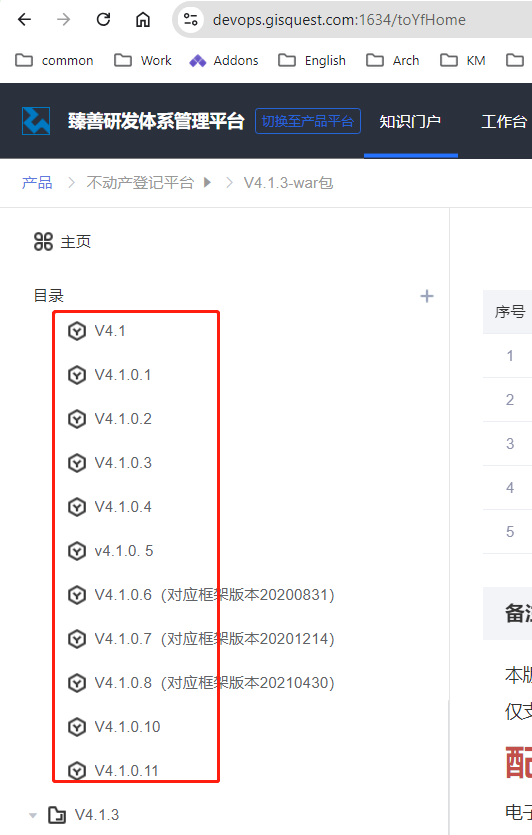 devops.gisquest.com:1634/toYfHome
common Work Addons English Arch KM
臻善研发体系管理平台 切换至产品平台 知识门户 工作台
产品 不动产登记平台 V4.1.3-war包
主页
目录
V4.1
V4.1.0.1
V4.1.0.2
V4.1.0.3
V4.1.0.4
v4.1.0. 5
V4.1.0.6（对应框架版本20200831）
V4.1.0.7（对应框架版本20201214）
V4.1.0.8（对应框架版本20210430）
V4.1.0.10
V4.1.0.11
V4.1.3
序号
1
2
3
4
5
备注
本版
仅支
配
电子